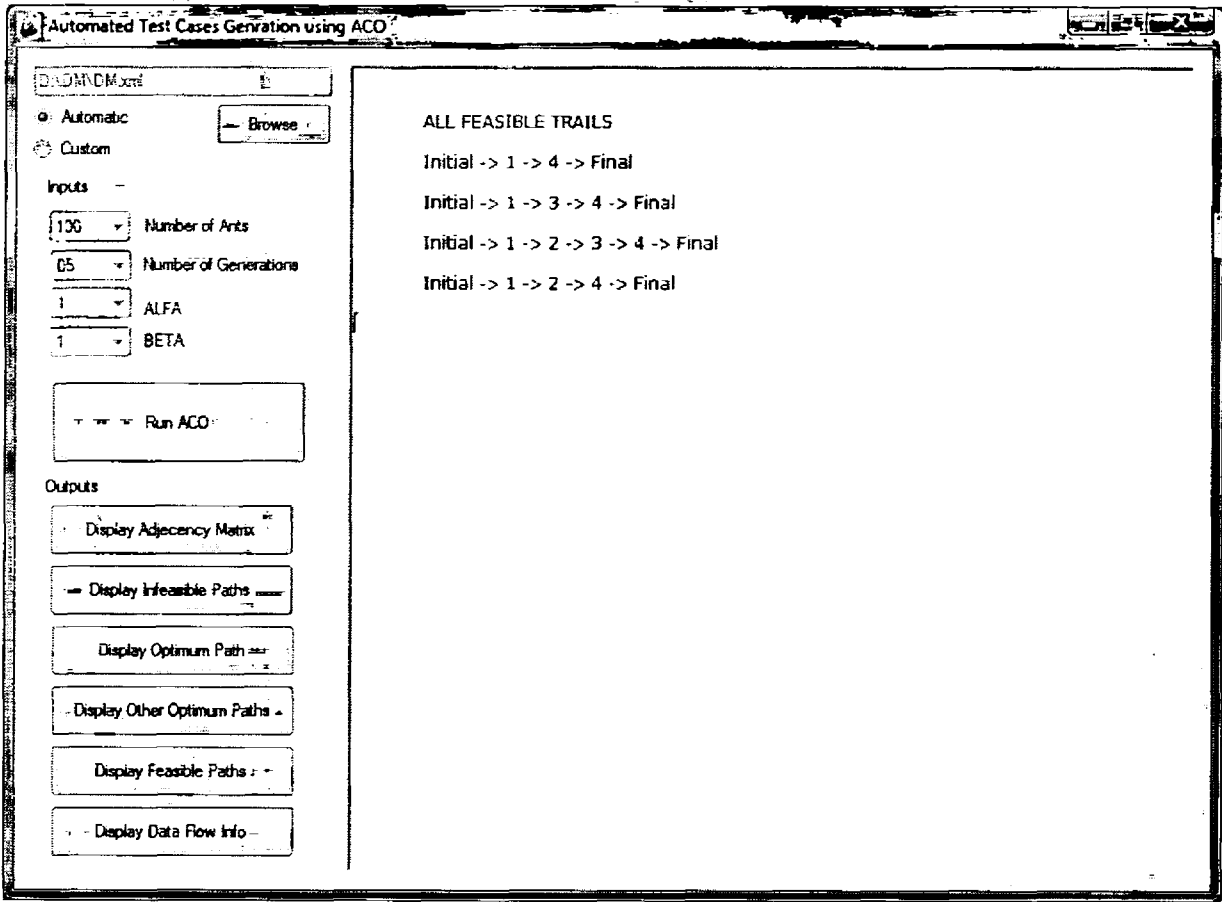 Automated Test Cases Genration using ACO
D:\DM\DM.xml
Automatic
Browse
Custom
Inputs
100 Number of Ants
05 Number of Generations
1 ALFA
1 BETA
Run ACO
Outputs
Display Adjecency Matrix
Display Infeasible Paths
Display Optimum Path
Display Other Optimum Paths
Display Feasible Paths
Display Data Flow Info
ALL FEASIBLE TRAILS
Initial -> 1 -> 4 -> Final
Initial -> 1 -> 3 -> 4 -> Final
Initial -> 1 -> 2 -> 3 -> 4 -> Final
Initial -> 1 -> 2 -> 4 -> Final